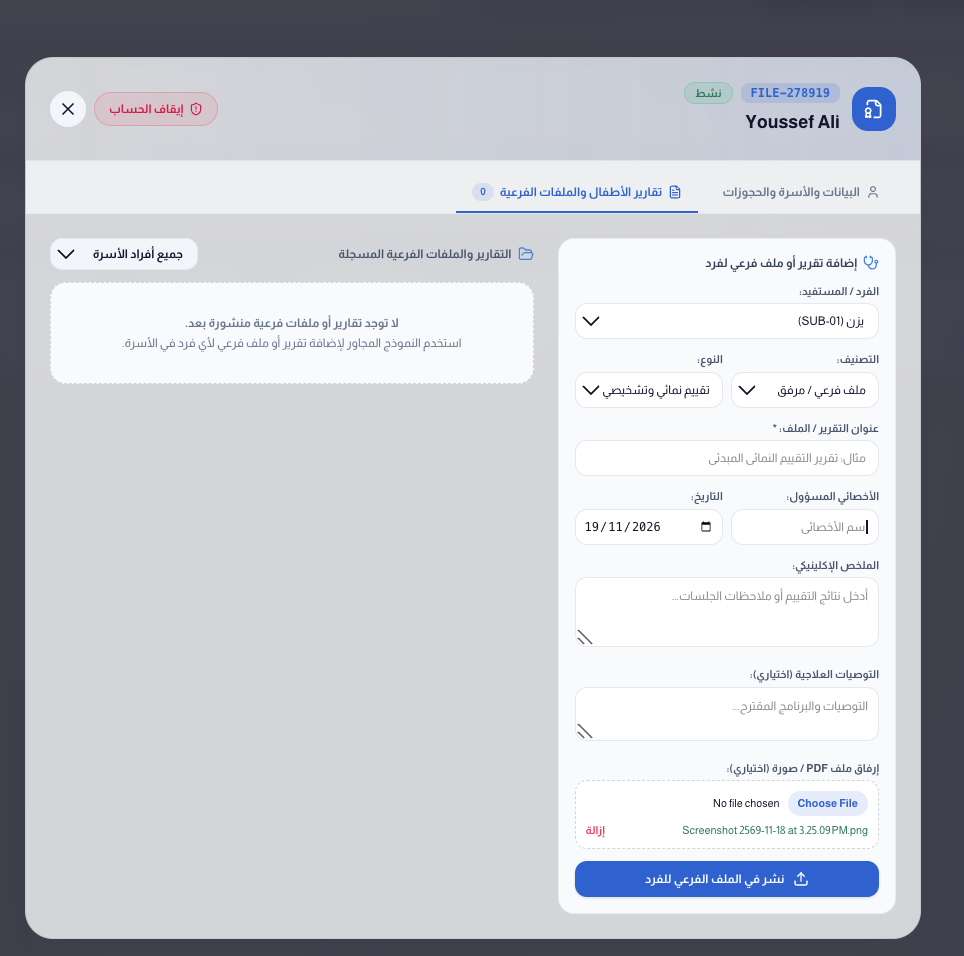 FILE-278919
نشط
Youssef Ali
إيقاف الحساب
البيانات والأسرة والحجوزات
تقارير الأطفال والملفات الفرعية 0
إضافة تقرير أو ملف فرعي لفرد
الفرد / المستفيد:
يزن (SUB-01)
التصنيف:
النوع:
ملف فرعي / مرفق
تقييم نمائي وتشخيصي
عنوان التقرير / الملف: *
مثال: تقرير التقييم النمائي المبدئي
الأخصائي المسؤول:
التاريخ:
اسم الأخصائي
19/11/2026
الملخص الإكلينيكي:
أدخل نتائج التقييم أو ملاحظات الجلسات...
التوصيات العلاجية (اختياري):
التوصيات والبرنامج المقترح...
إرفاق ملف PDF / صورة (اختياري):
Choose File No file chosen
Screenshot 2569-11-18 at 3.25.09 PM.png
إزالة
نشر في الملف الفرعي للفرد
التقارير والملفات الفرعية المسجلة
جميع أفراد الأسرة
لا توجد تقارير أو ملفات فرعية منشورة بعد.
استخدم النموذج المجاور لإضافة تقرير أو ملف فرعي لأي فرد في الأسرة.